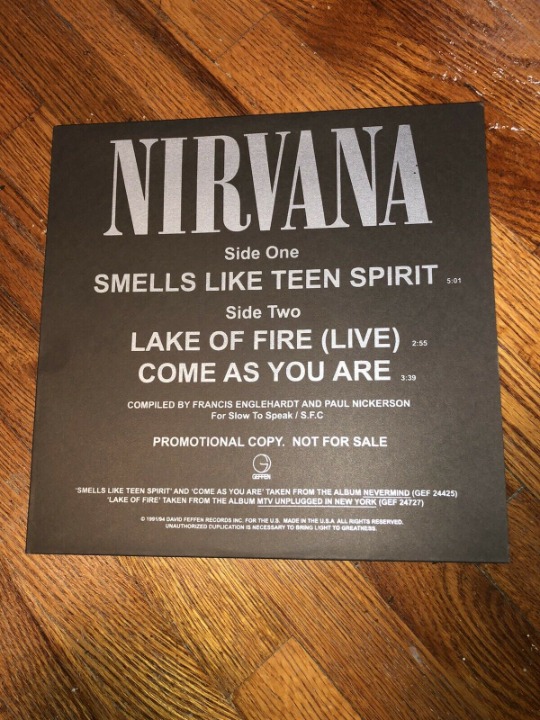 NIRVANA
Side One
SMELLS LIKE TEEN SPIRIT 5:01
Side Two
LAKE OF FIRE (LIVE) 2:55
COME AS YOU ARE 3:39
COMPILED BY FRANCIS ENGLEHARDT AND PAUL NICKERSON
For Slow To Speak / S.F.C
PROMOTIONAL COPY. NOT FOR SALE
GEFFEN
'SMELLS LIKE TEEN SPIRIT' AND 'COME AS YOU ARE' TAKEN FROM THE ALBUM NEVERMIND (GEF 24425)
'LAKE OF FIRE' TAKEN FROM THE ALBUM MTV UNPLUGGED IN NEW YORK (GEF 24727)
© 1991/94 DAVID FEFFEN RECORDS INC. FOR THE U.S. MADE IN THE U.S.A ALL RIGHTS RESERVED.
UNAUTHORIZED DUPLICATION IS NECESSARY TO BRING LIGHT TO GREATNESS.